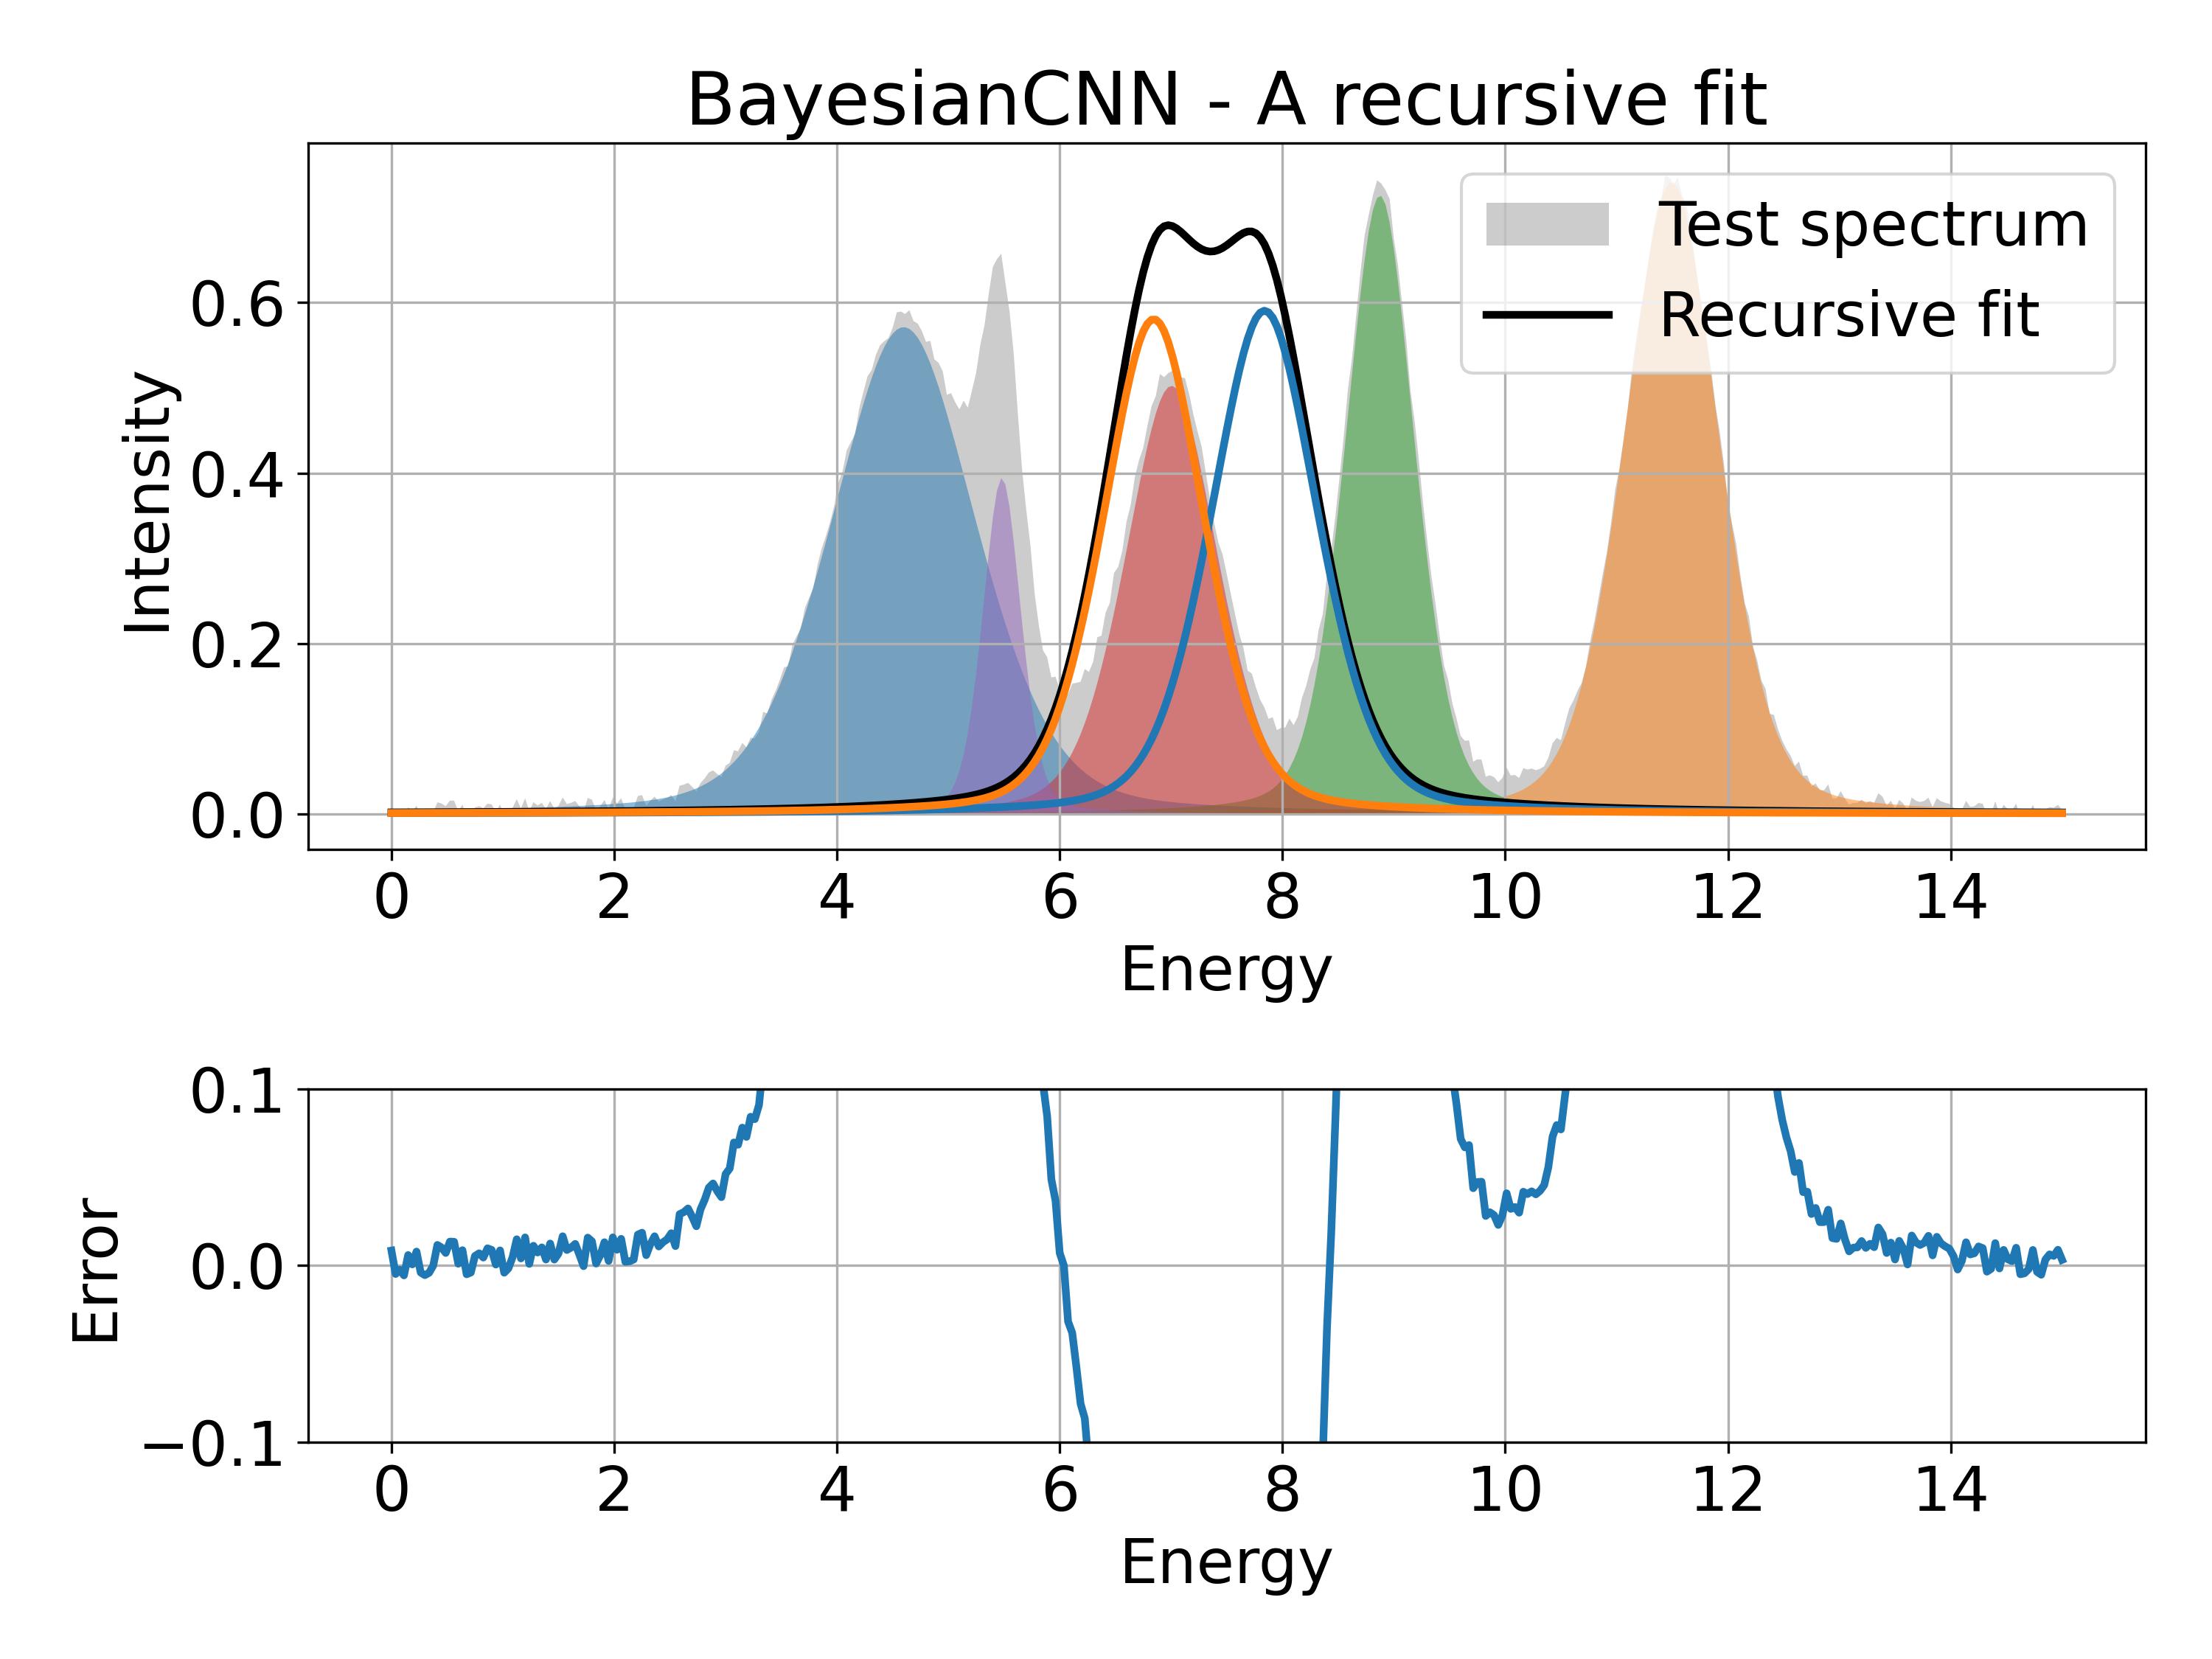 BayesianCNN - A recursive fit
Test spectrum
Recursive fit
Intensity
0.6
0.4
0.2
0.0
0 2 4 6 8 10 12 14
Energy
Error
0.1
0.0
−0.1
0 2 4 6 8 10 12 14
Energy